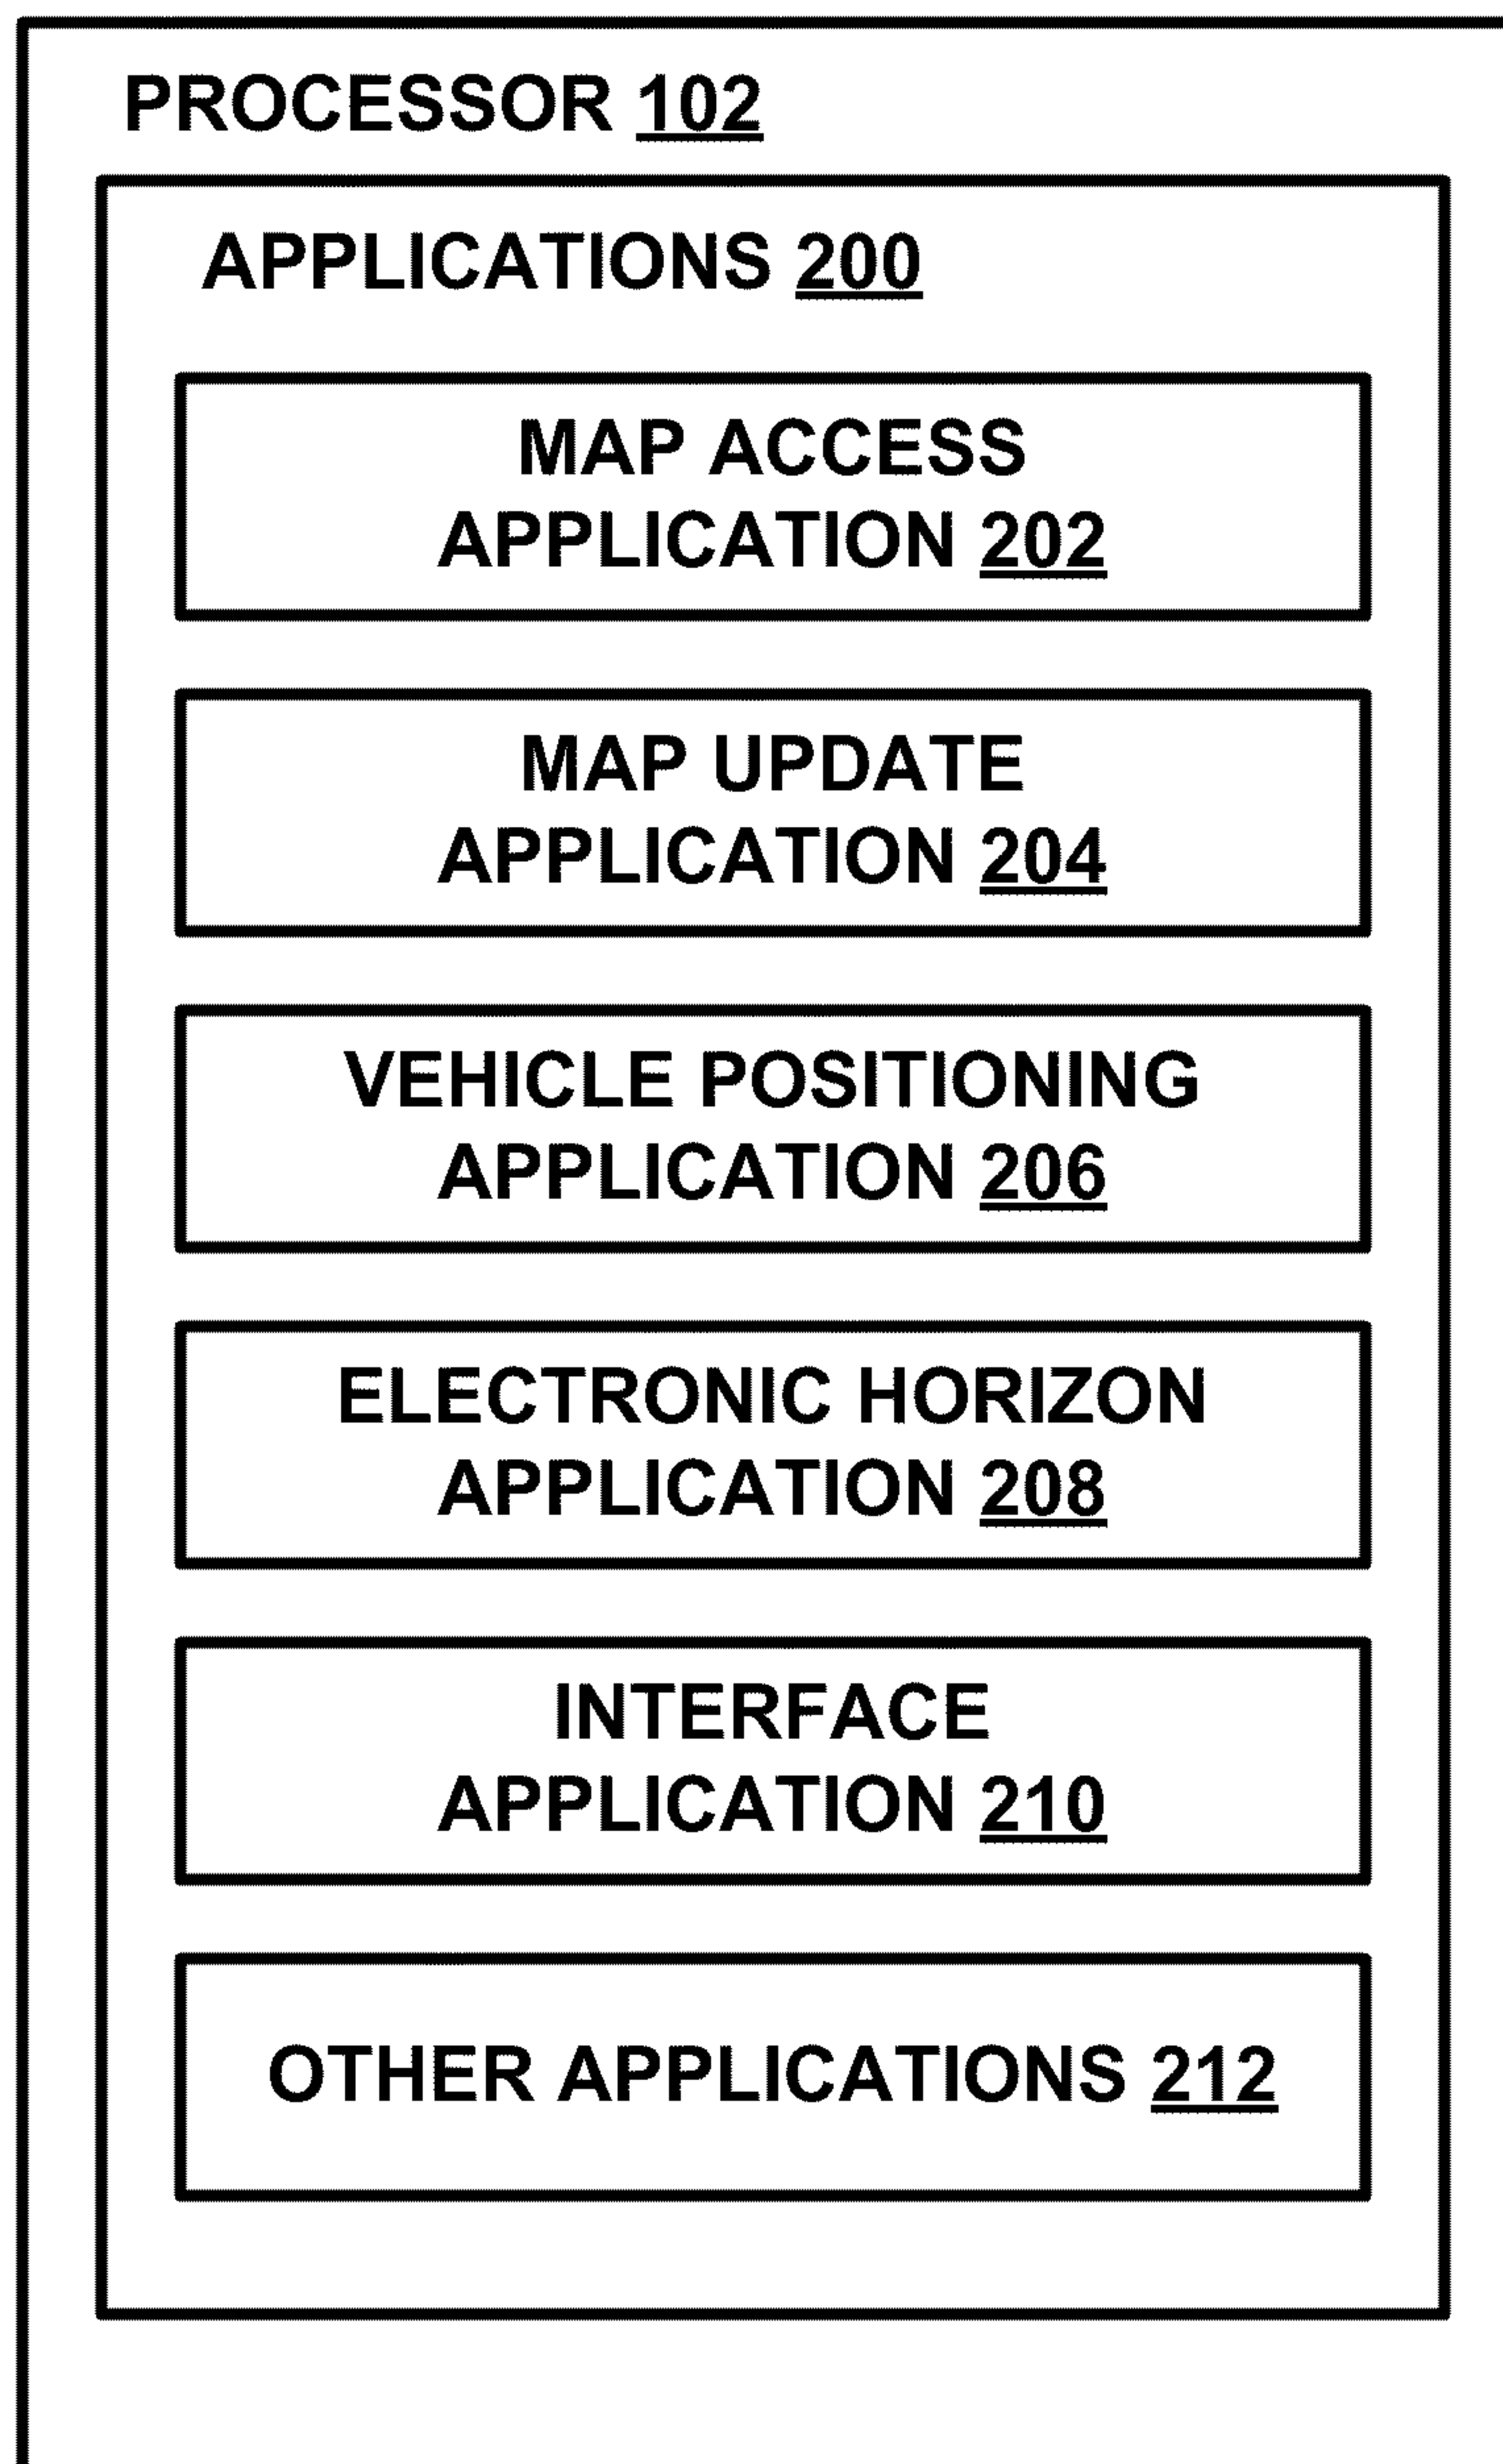 PROCESSOR 102
APPLICATIONS 200
MAP ACCESS
APPLICATION 202
MAP UPDATE
APPLICATION 204
VEHICLE POSITIONING
APPLICATION 206
ELECTRONIC HORIZON
APPLICATION 208
INTERFACE
APPLICATION 210
OTHER APPLICATIONS 212